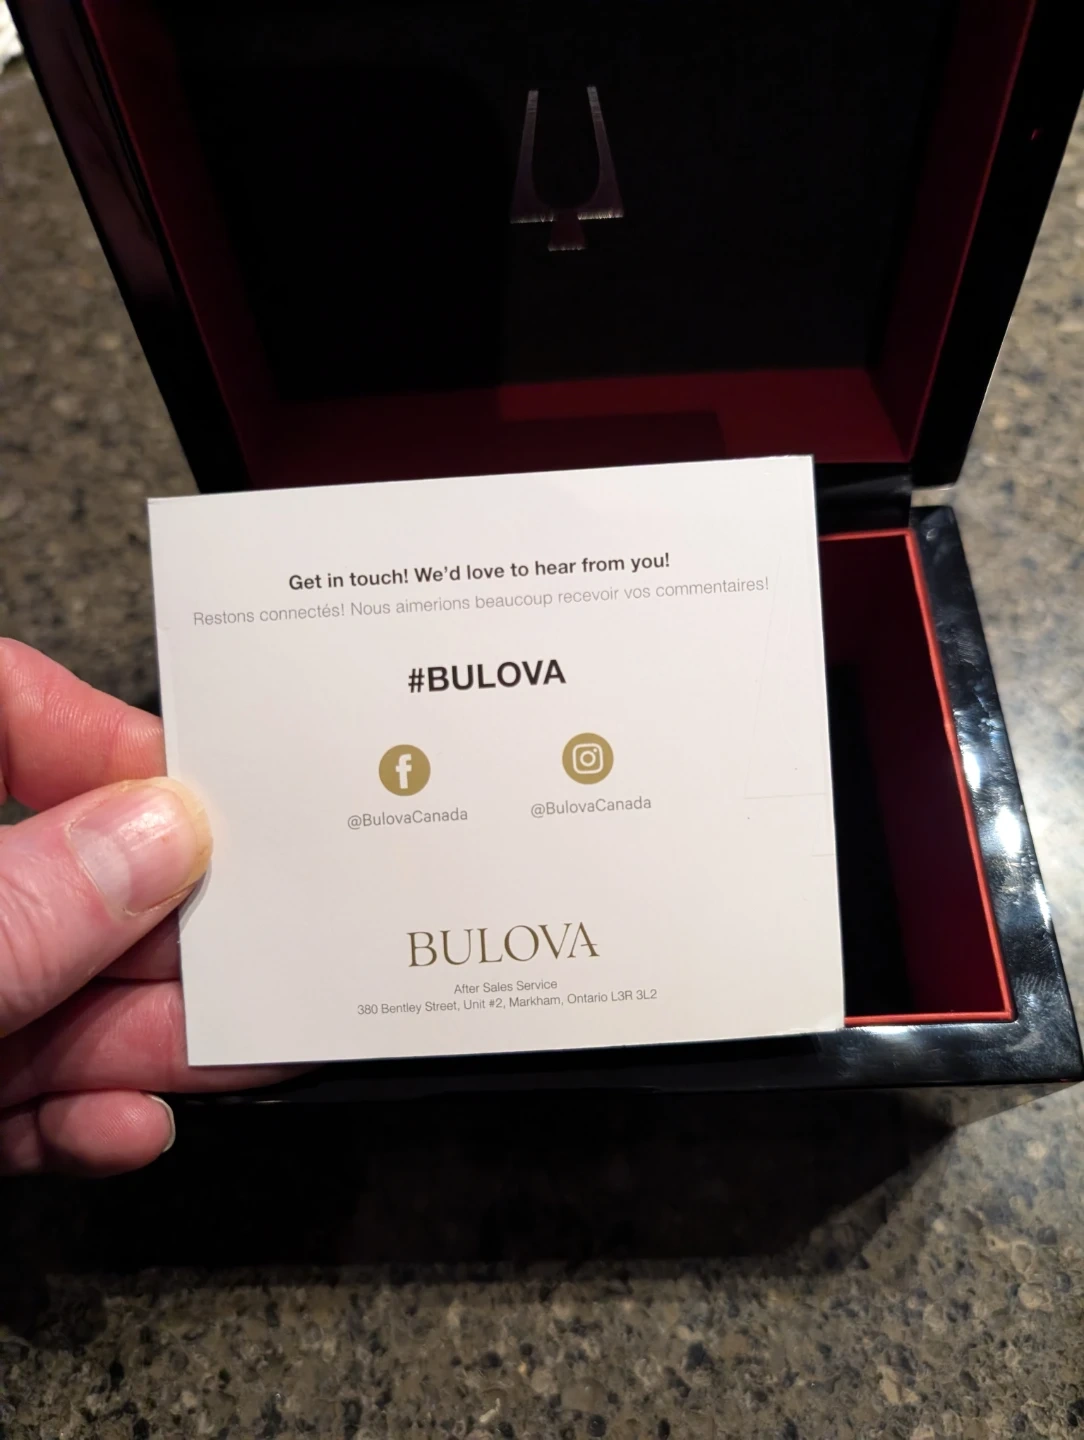 Get in touch! We'd love to hear from you!
Restons connectés! Nous aimerions beaucoup recevoir vos commentaires!
#BULOVA
@BulovaCanada
@BulovaCanada
BULOVA
After Sales Service
380 Bentley Street, Unit #2, Markham, Ontario L3R 3L2